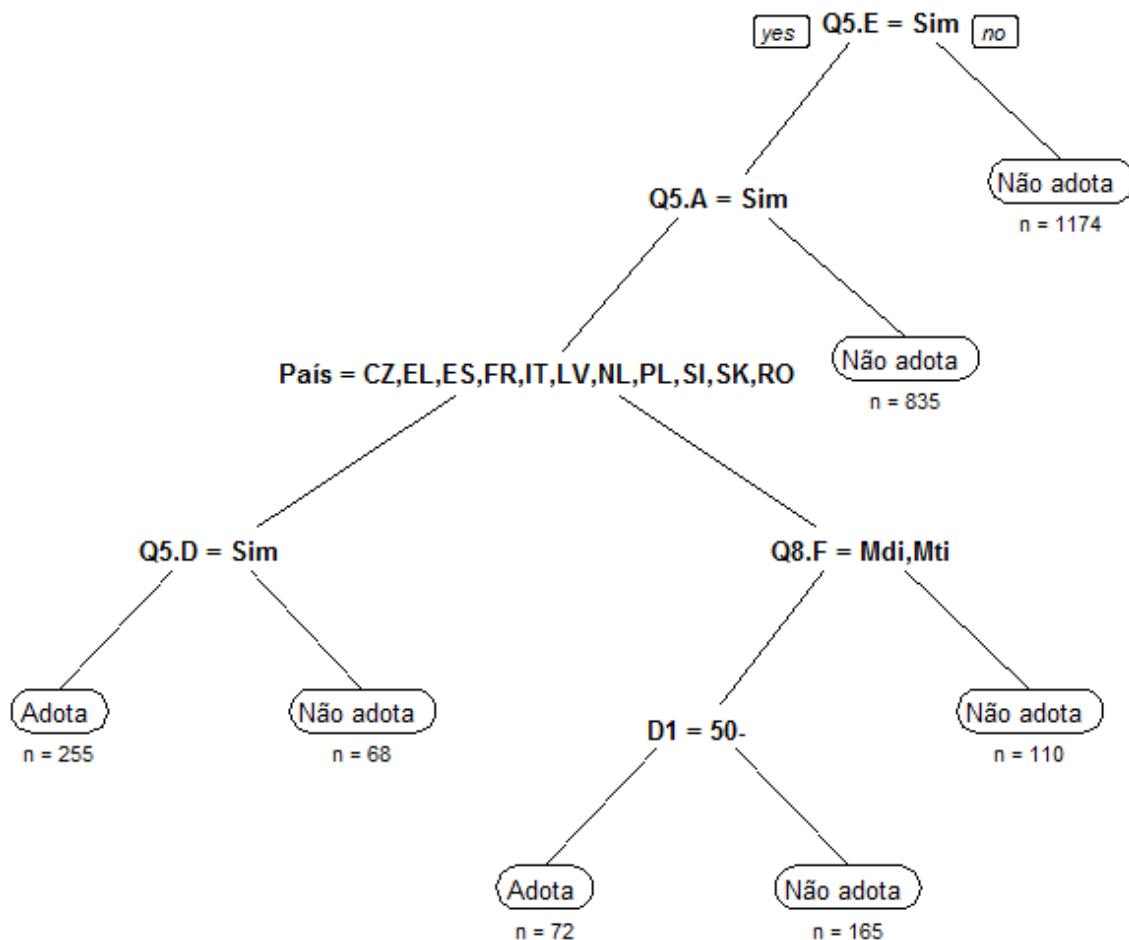 yes Q5.E = Sim no
Não adota
n = 1174
Q5.A = Sim
Não adota
n = 835
País = CZ,EL,ES,FR,IT,LV,NL,PL,SI,SK,RO
Q5.D = Sim
Q8.F = Mdi,Mti
Adota
n = 255
Não adota
n = 68
Não adota
n = 110
D1 = 50-
Adota
n = 72
Não adota
n = 165